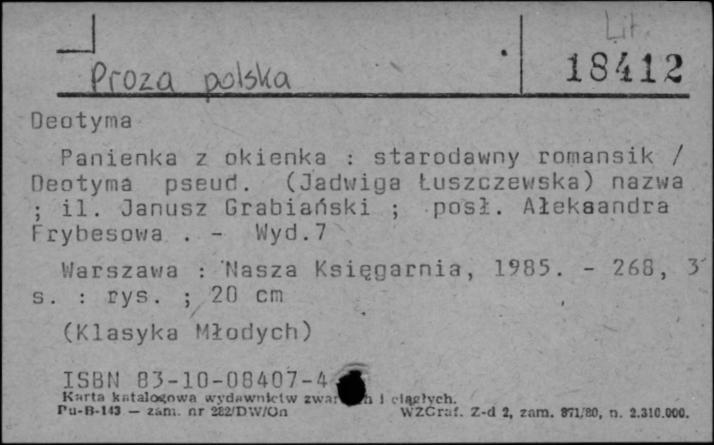 Lit.
Proza polska
18412
Deotyma
Panienka z okienka : starodawny romansik /
Deotyma pseud. (Jadwiga Łuszczewska) nazwa
; il. Janusz Grabiański ; posł. Aleksandra
Frybesowa . - Wyd.7
Warszawa : Nasza Księgarnia, 1985. - 268, 3
s. : rys. ; 20 cm
(Klasyka Młodych)
ISBN 83-10-08407-4
Karta katalogowa wydawnictw i ciągłych.
Pu-B-143 — zam. nr 282/DW/Gn WZGraf. Z-d 2, zam. 871/80, n. 2.310.000.